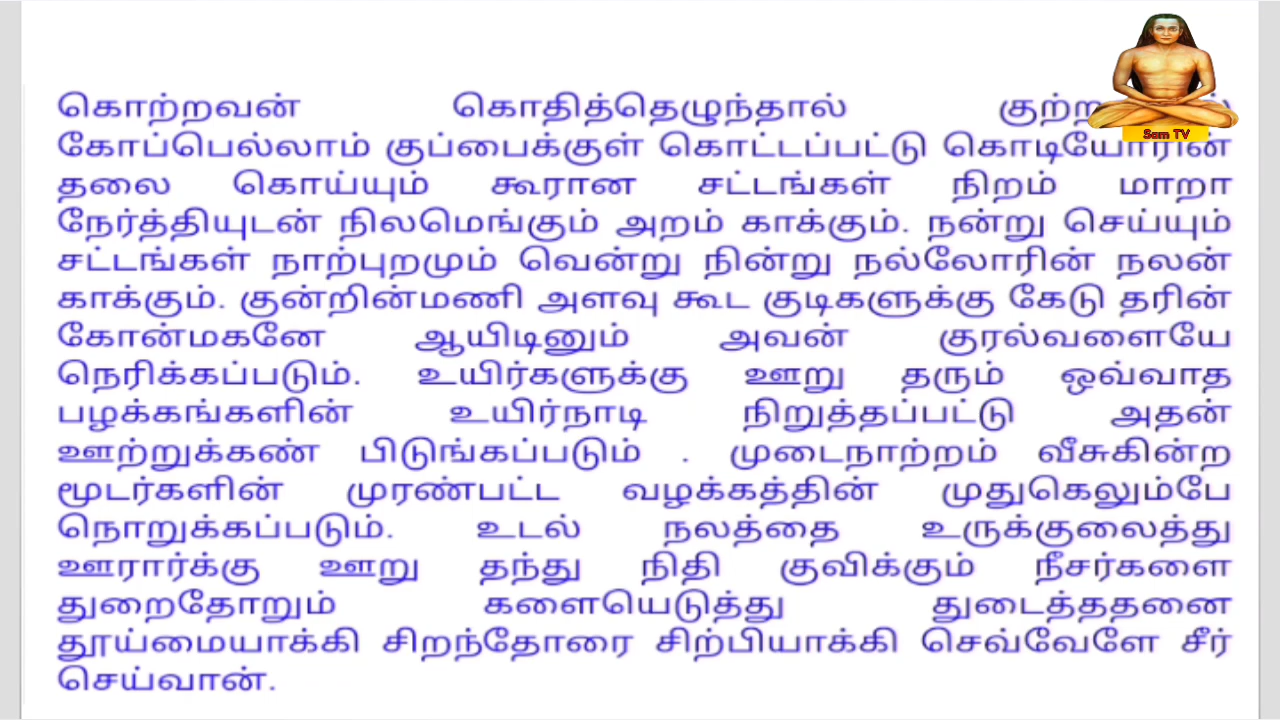 Sam TV
கொற்றவன் கொதித்தெழுந்தால்
கோப்பெல்லாம் குப்பைக்குள் கொட்டப்பட்டு கொடியோரின்
தலை கொய்யும் கூரான சட்டங்கள் நிறம் மாறா
நேர்த்தியுடன் நிலமெங்கும் அறம் காக்கும். நன்று செய்யும்
சட்டங்கள் நாற்புறமும் வென்று நின்று நல்லோரின் நலன்
காக்கும். குன்றின்மணி அளவு கூட குடிகளுக்கு கேடு தரின்
கோன்மகனே ஆயிடினும் அவன் குரல்வளையே
நெரிக்கப்படும். உயிர்களுக்கு ஊறு தரும் ஒவ்வாத
பழக்கங்களின் உயிர்நாடி நிறுத்தப்பட்டு அதன்
ஊற்றுக்கண் பிடுங்கப்படும் . முடைநாற்றம் வீசுகின்ற
மூடர்களின் முரண்பட்ட வழக்கத்தின் முதுகெலும்பே
நொறுக்கப்படும். உடல் நலத்தை உருக்குலைத்து
ஊரார்க்கு ஊறு தந்து நிதி குவிக்கும் நீசர்களை
துறைதோறும் களையெடுத்து துடைத்ததனை
தூய்மையாக்கி சிறந்தோரை சிற்பியாக்கி செவ்வேளே சீர்
செய்வான்.